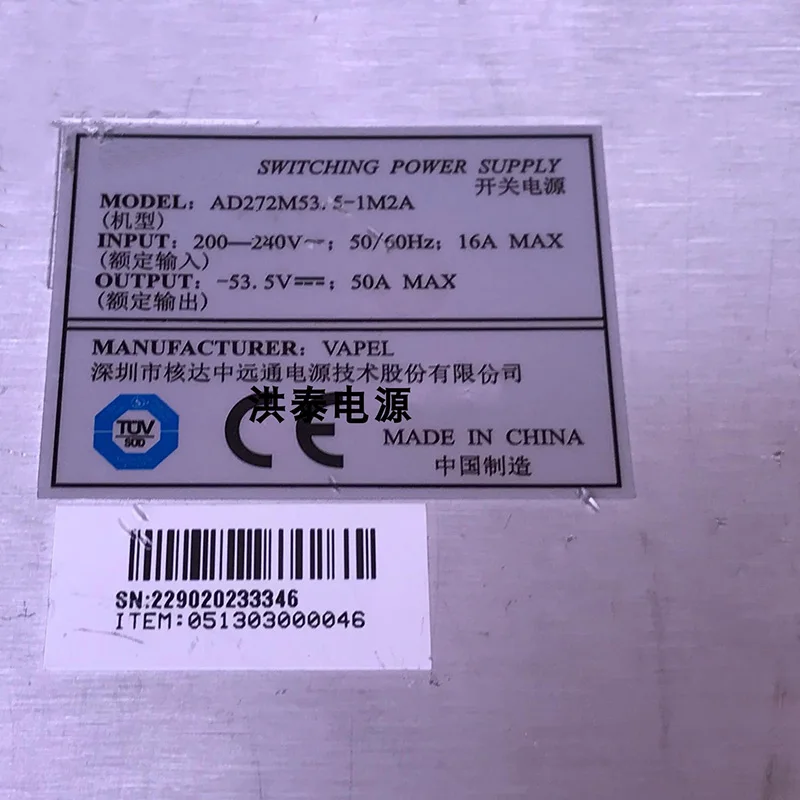 SWITCHING POWER SUPPLY
开关电源
MODEL: AD272M53.5-1M2A
(机型)
INPUT: 200—240V~; 50/60Hz; 16A MAX
(额定输入)
OUTPUT: -53.5V⎓; 50A MAX
(额定输出)
MANUFACTURER: VAPEL
深圳市核达中远通电源技术股份有限公司
洪泰电源
TÜV
SÜD
CE
MADE IN CHINA
中国制造
SN:229020233346
ITEM:051303000046